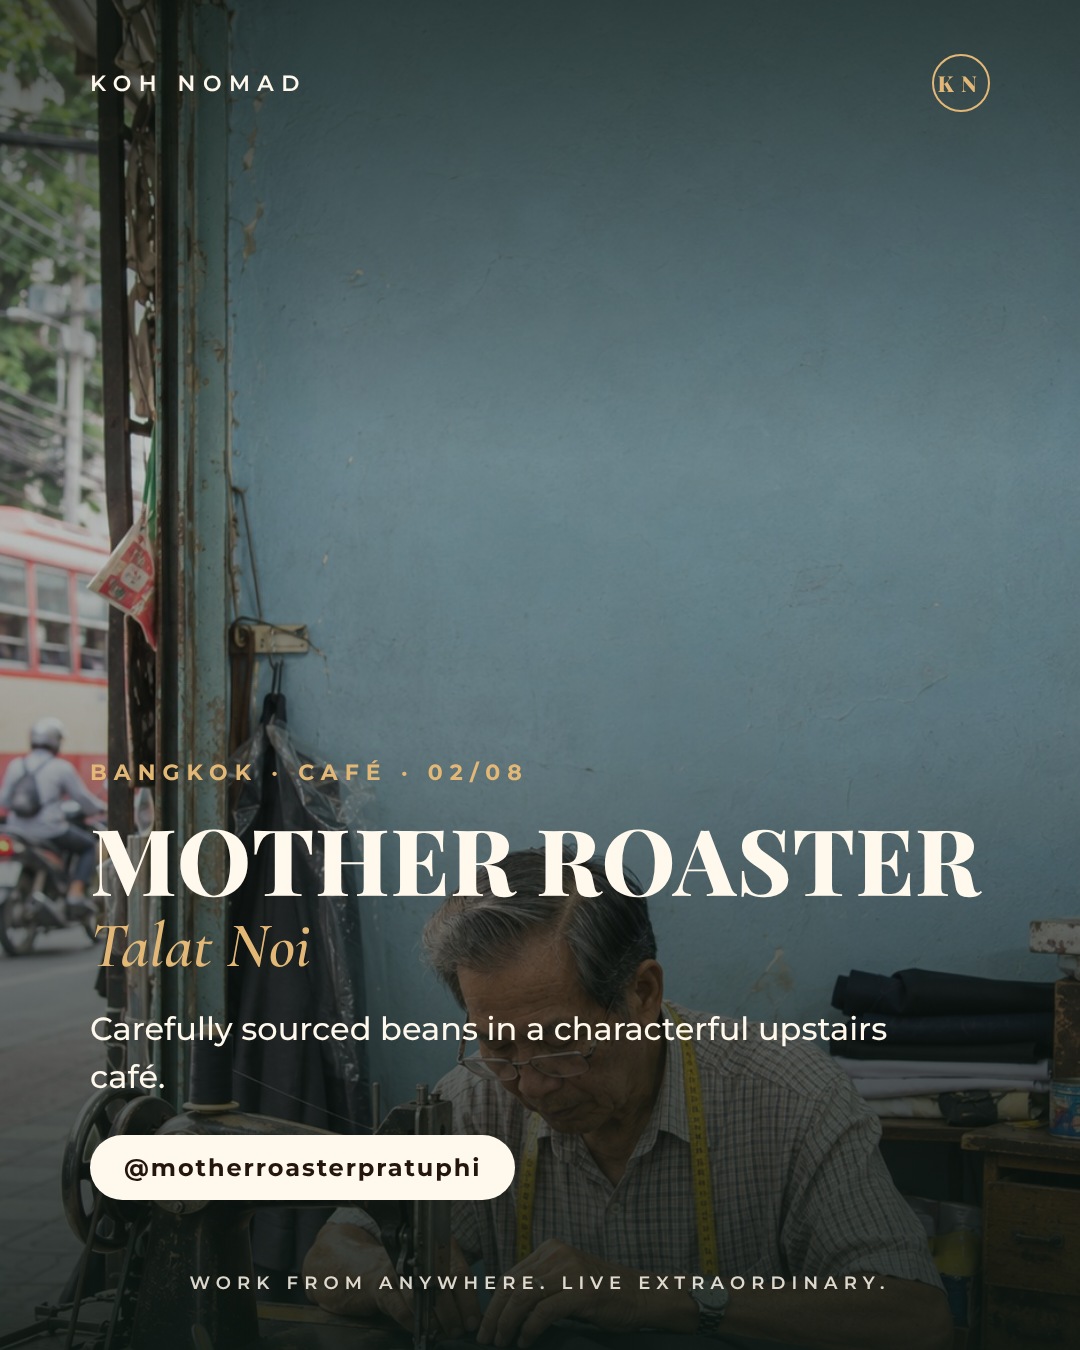 KOH NOMAD
KN
BANGKOK · CAFÉ · 02/08
MOTHER ROASTER
Talat Noi
Carefully sourced beans in a characterful upstairs
café.
@motherroasterpratuphi
WORK FROM ANYWHERE. LIVE EXTRAORDINARY.